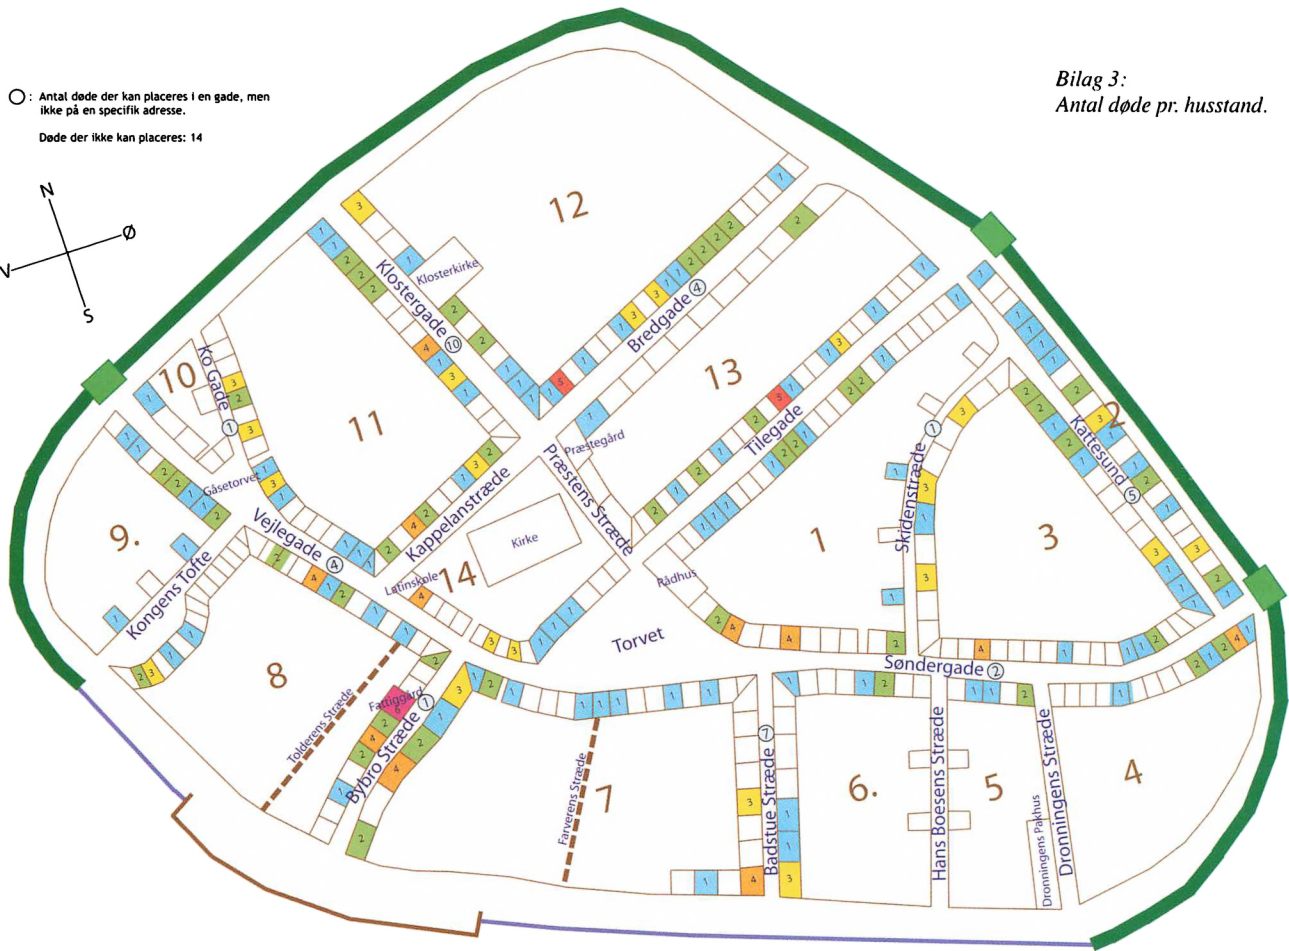 Bilag 3:
Antal døde pr. husstand.
: Antal døde der kan placeres i en gade, men
ikke på en specifik adresse.
Døde der ikke kan placeres: 14
N
Ø
V
S
12
Klosterkirke
Klostergade 10
Bredgade 4
10
Ko Gade 1
11
13
Præstegård
Tilegade
2
Kattesund 5
Skidenstræde 1
Gåsetorvet
Vejlegade 4
Kappelanstræde
Præstens Stræde
9.
Kongens Tofte
Latinskole
14
Kirke
Rådhus
1
3
Torvet
Søndergade 2
8
Tolderens Stræde
Fattiggård
6
Bybro Stræde 1
Farverens Stræde
7
Badstue Stræde 7
6.
Hans Boesens Stræde
5
Dronningens Pakhus
Dronningens Stræde
4